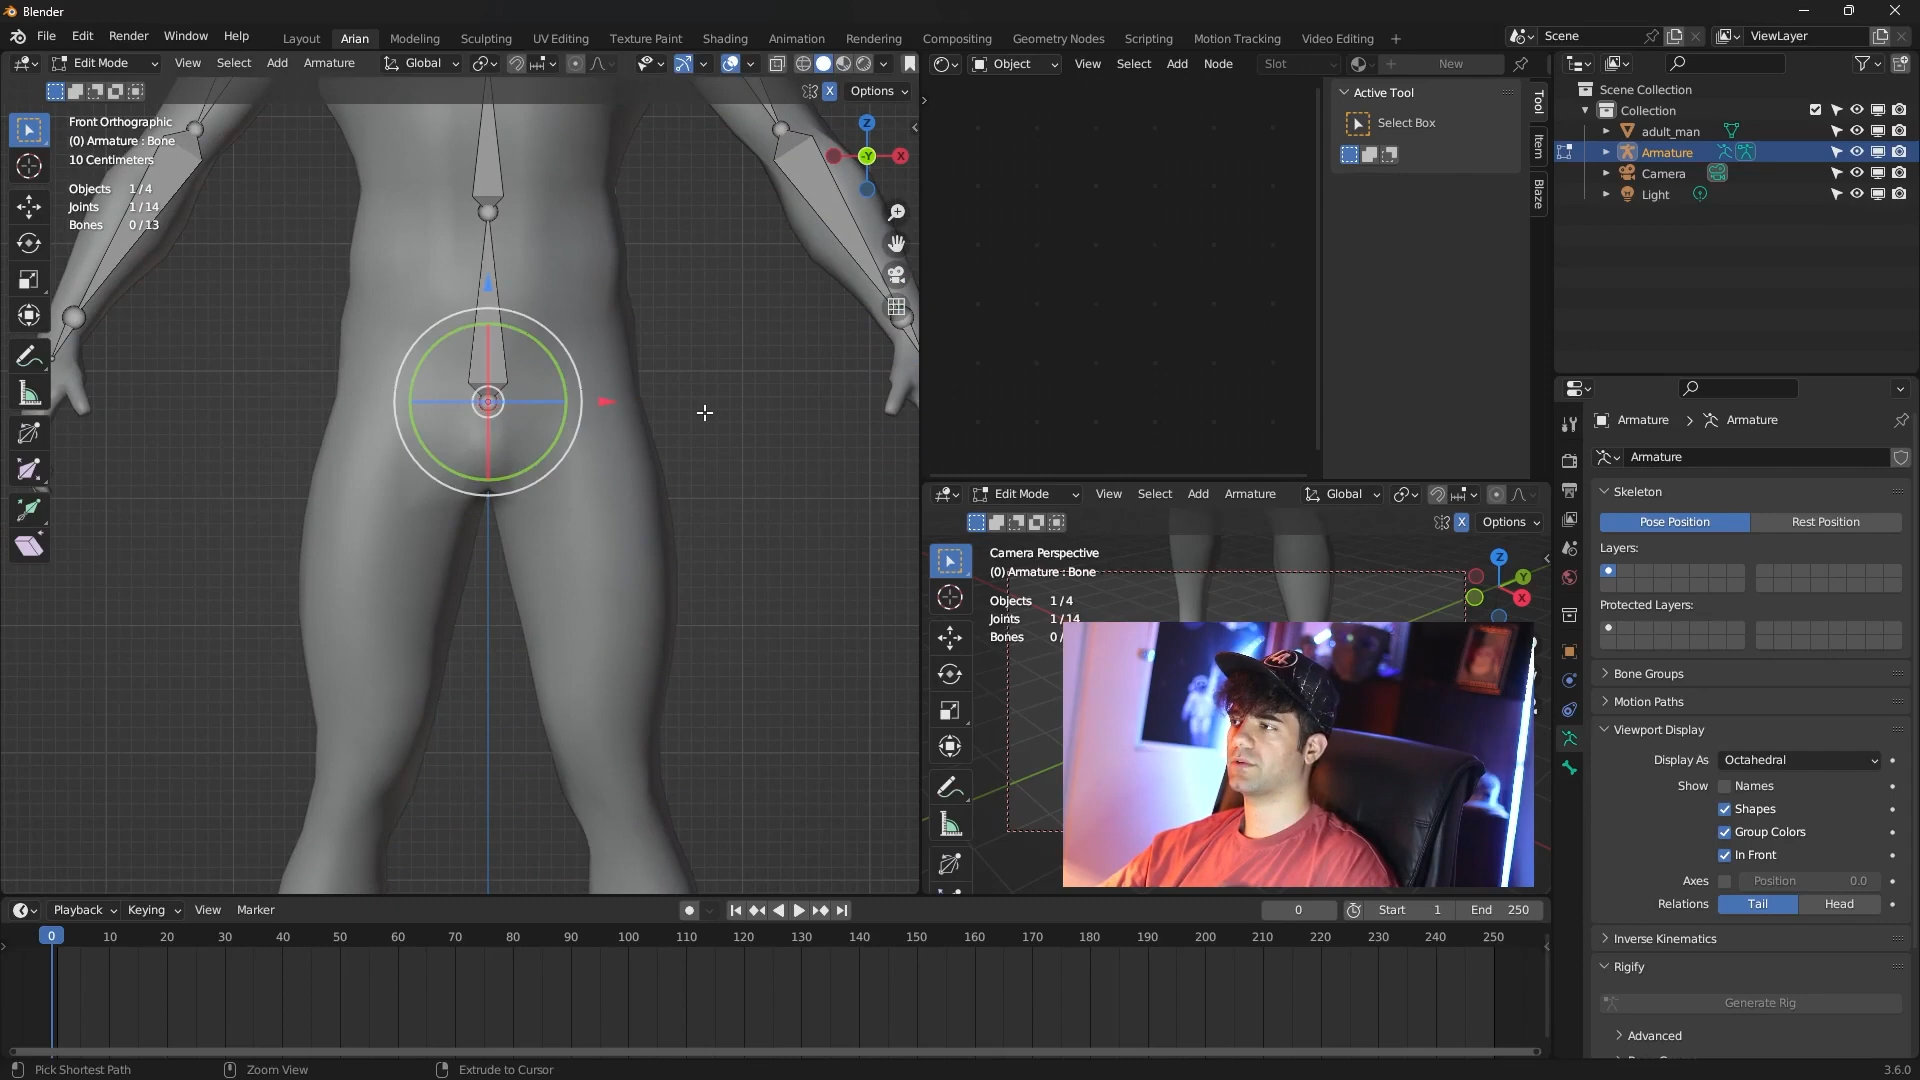 Blender
File Edit Render Window Help Layout Arian Modeling Sculpting UV Editing Texture Paint Shading Animation Rendering Compositing Geometry Nodes Scripting Motion Tracking Video Editing + Scene ViewLayer
Edit Mode View Select Add Armature Global
X Options
Front Orthographic
(0) Armature : Bone
10 Centimeters
Objects 1/4
Joints 1/14
Bones 0/13
Z
-Y
X
Object View Select Add Node Slot New
Active Tool
Select Box
Tool
Item
Blaze
Scene Collection
Collection
adult_man
Armature
Camera
Light
Edit Mode View Select Add Armature Global
X Options
Camera Perspective
(0) Armature : Bone
Objects 1/4
Joints 1/14
Bones 0/
Z
Y
X
Armature > Armature
Armature
Skeleton
Pose Position Rest Position
Layers:
Protected Layers:
Bone Groups
Motion Paths
Viewport Display
Display As Octahedral
Show Names
Shapes
Group Colors
In Front
Axes Position 0.0
Relations Tail Head
Inverse Kinematics
Rigify
Generate Rig
Advanced
Playback Keying View Marker 0 Start 1 End 250
0 10 20 30 40 50 60 70 80 90 100 110 120 130 140 150 160 170 180 190 200 210 220 230 240 250
Pick Shortest Path Zoom View Extrude to Cursor 3.6.0